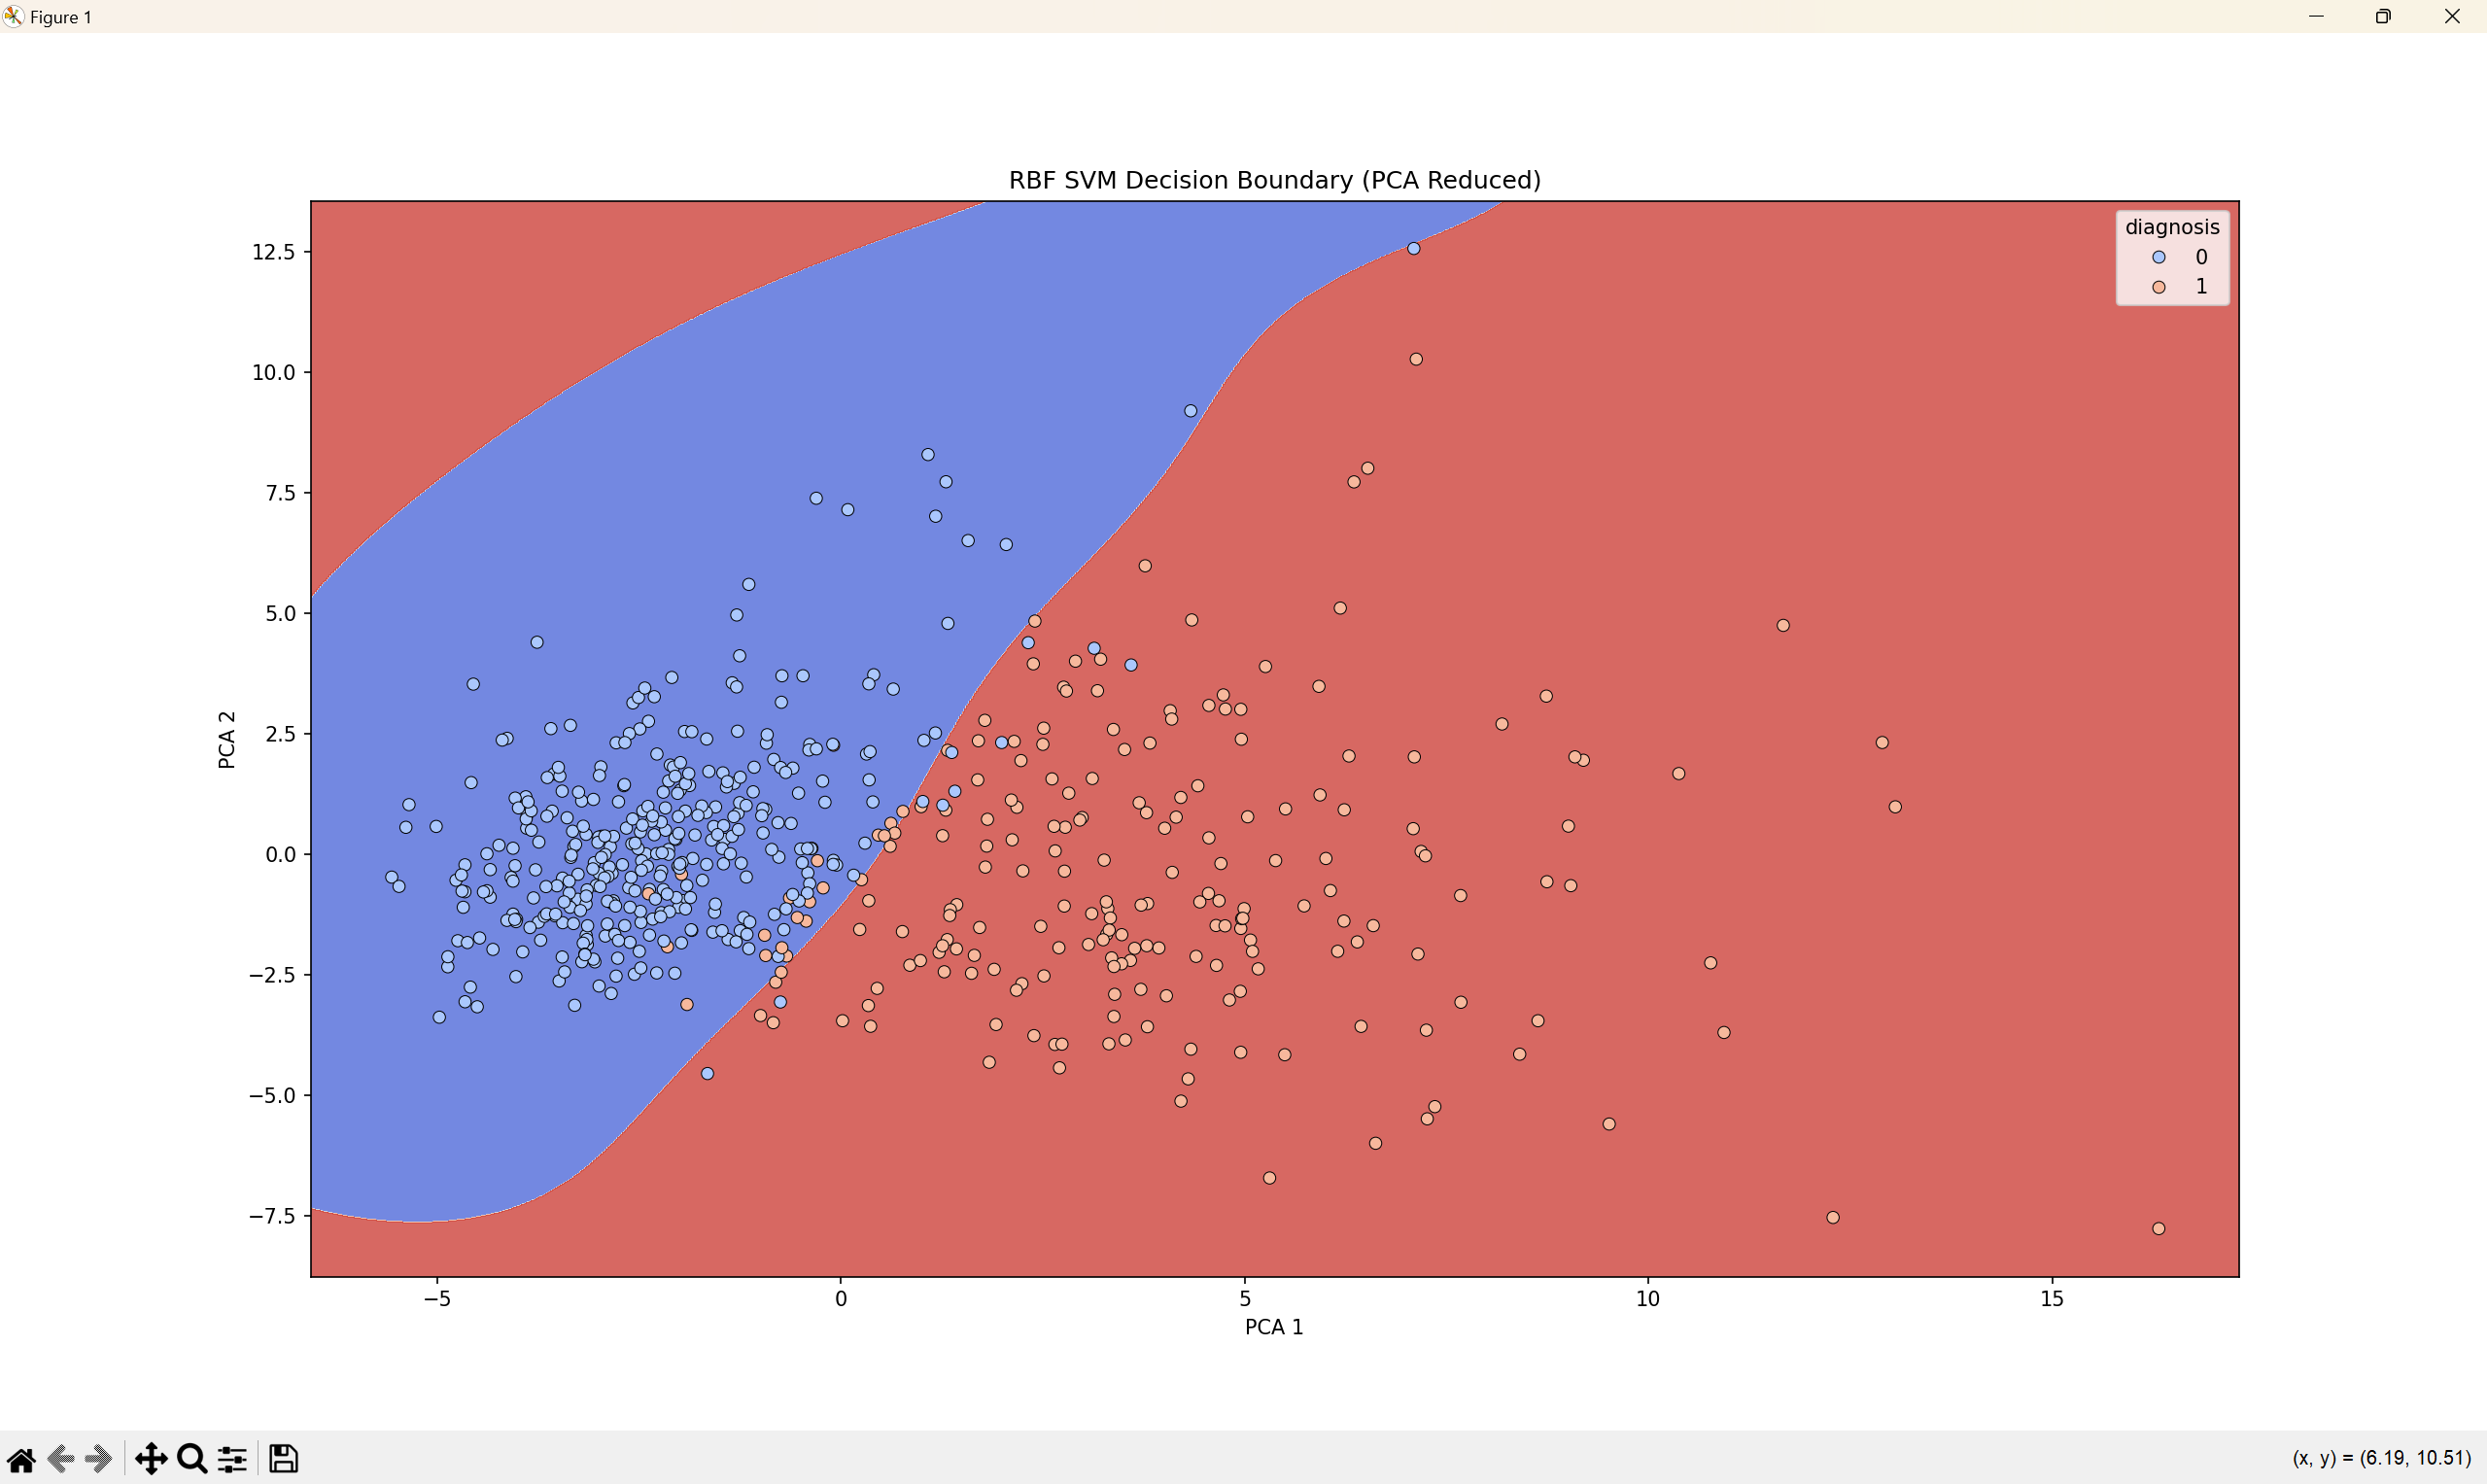 Figure 1
RBF SVM Decision Boundary (PCA Reduced)
diagnosis
0
1
12.5
10.0
7.5
5.0
2.5
0.0
−2.5
−5.0
−7.5
PCA 2
−5 0 5 10 15
PCA 1
(x, y) = (6.19, 10.51)